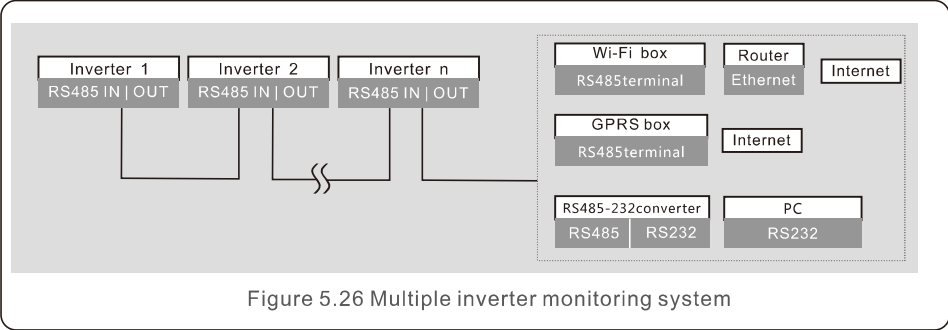 Inverter 1
RS485 IN | OUT
Inverter 2
RS485 IN | OUT
Inverter n
RS485 IN | OUT
Wi-Fi box
RS485terminal
Router
Ethernet
Internet
GPRS box
RS485terminal
Internet
RS485-232converter
RS485 RS232
PC
RS232
Figure 5.26 Multiple inverter monitoring system